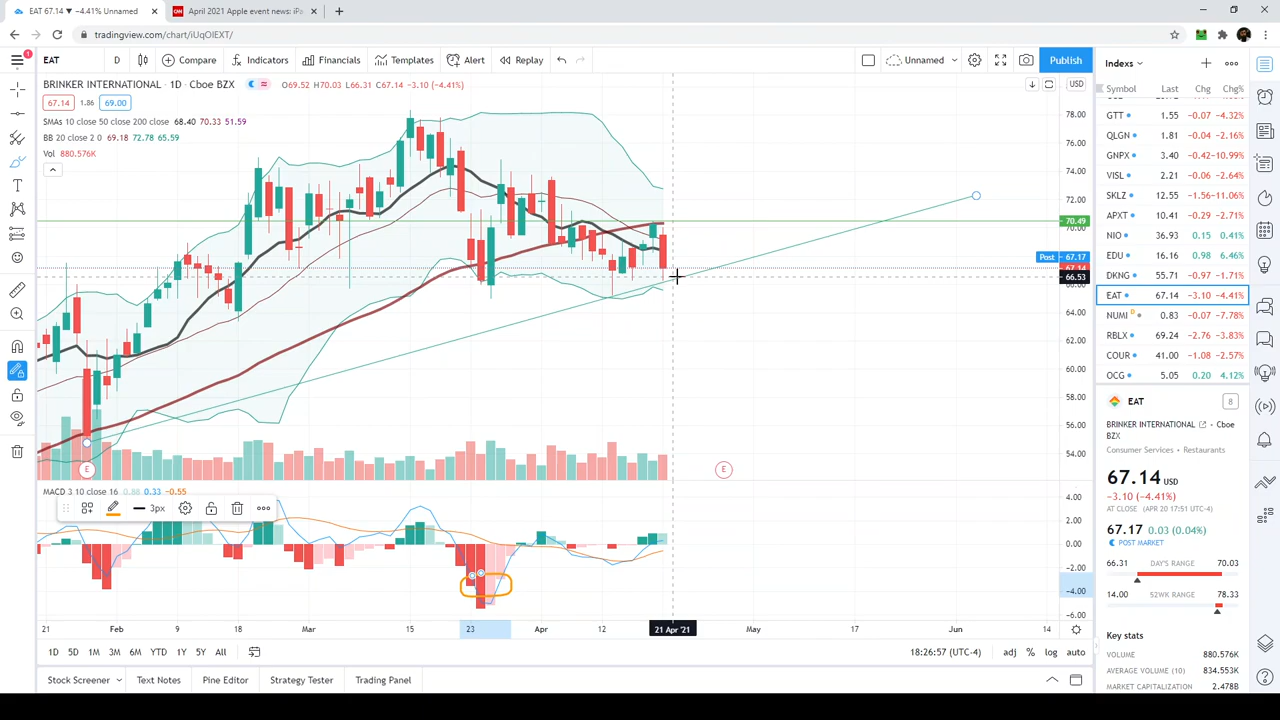 EAT 67.14 ▼ −4.41% Unnamed
April 2021 Apple event news: iPa
tradingview.com/chart/iUqOIEXT/
1
EAT
D
Compare
Indicators
Financials
Templates
Alert
Replay
Unnamed
Publish
BRINKER INTERNATIONAL · 1D · Cboe BZX
O69.52 H70.03 L66.31 C67.14 −3.10 (−4.41%)
67.14 1.86 69.00
SMAs 10 close 50 close 200 close 68.40 70.33 51.59
BB 20 close 2 0 69.18 72.78 65.59
Vol 880.576K
USD
78.00
76.00
74.00
72.00
70.49
70.00
Post 67.17
67.14
66.53
66.00
64.00
62.00
60.00
58.00
56.00
54.00
E
E
MACD 3 10 close 16 0.88 0.33 −0.55
3px
4.00
2.00
0.00
−2.00
−4.00
−6.00
21 Feb 9 18 Mar 15 23 Apr 12 21 Apr '21 May 17 Jun 14
1D 5D 1M 3M 6M YTD 1Y 5Y All
18:26:57 (UTC-4) adj % log auto
Stock Screener
Text Notes
Pine Editor
Strategy Tester
Trading Panel
Indexs
Symbol Last Chg Chg%
GTT 1.55 −0.07 −4.32%
QLGN 1.81 −0.04 −2.16%
GNPX 3.40 −0.42 −10.99%
VISL 2.21 −0.06 −2.64%
SKLZ 12.55 −1.56 −11.06%
APXT 10.41 −0.29 −2.71%
NIO 36.93 0.15 0.41%
EDU 16.16 0.98 6.46%
DKNG 55.71 −0.97 −1.71%
EAT 67.14 −3.10 −4.41%
NUMI D 0.83 −0.07 −7.78%
RBLX 69.24 −2.76 −3.83%
COUR 41.00 −1.08 −2.57%
OCG 5.05 0.20 4.12%
EAT
8
BRINKER INTERNATIONAL · Cboe
BZX
Consumer Services • Restaurants
67.14 USD
−3.10 (−4.41%)
AT CLOSE (APR 20 17:51 UTC-4)
67.17 0.03 (0.04%)
POST MARKET
66.31 DAY'S RANGE 70.03
14.00 52WK RANGE 78.33
Key stats
VOLUME 880.576K
AVERAGE VOLUME (10) 834.553K
MARKET CAPITALIZATION 2.478B